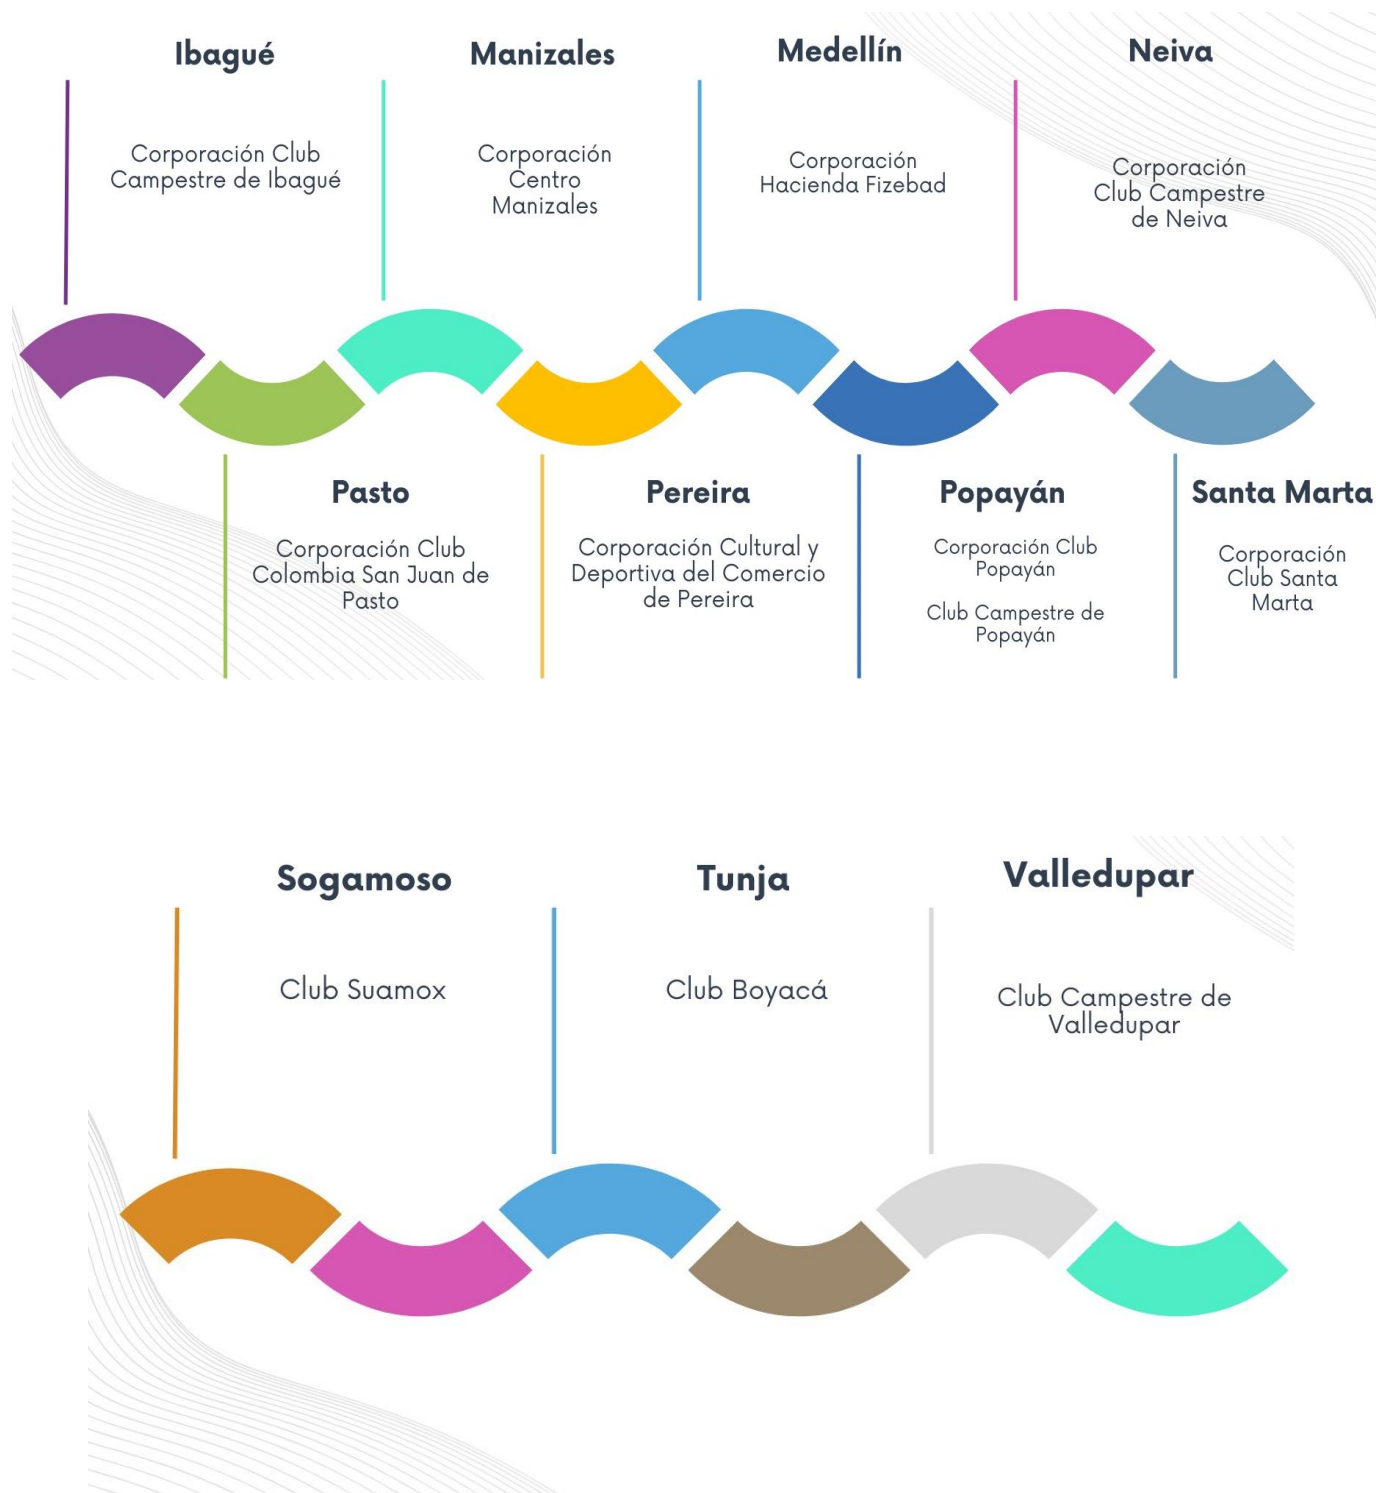 Ibagué
Corporación Club
Campestre de Ibagué
Manizales
Corporación
Centro
Manizales
Medellín
Corporación
Hacienda Fizebad
Neiva
Corporación
Club Campestre
de Neiva
Pasto
Corporación Club
Colombia San Juan de
Pasto
Pereira
Corporación Cultural y
Deportiva del Comercio
de Pereira
Popayán
Corporación Club
Popayán
Club Campestre de
Popayán
Santa Marta
Corporación
Club Santa
Marta
Sogamoso
Club Suamox
Tunja
Club Boyacá
Valledupar
Club Campestre de
Valledupar